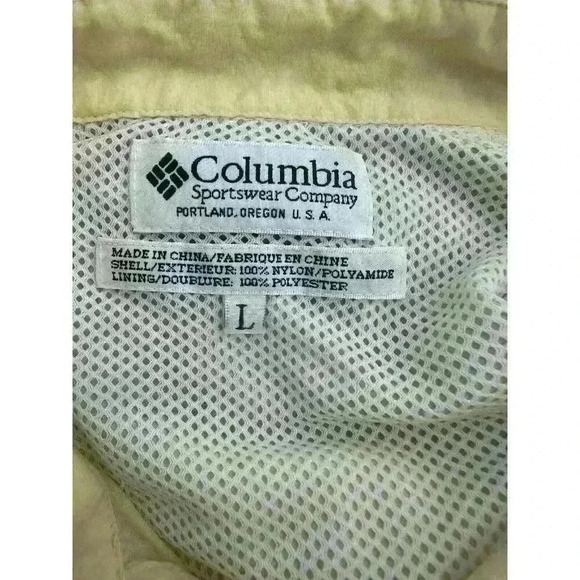 Columbia
Sportswear Company
PORTLAND, OREGON U.S.A.
MADE IN CHINA/FABRIQUE EN CHINE
SHELL/EXTERIEUR: 100% NYLON/POLYAMIDE
LINING/DOUBLURE: 100% POLYESTER
L